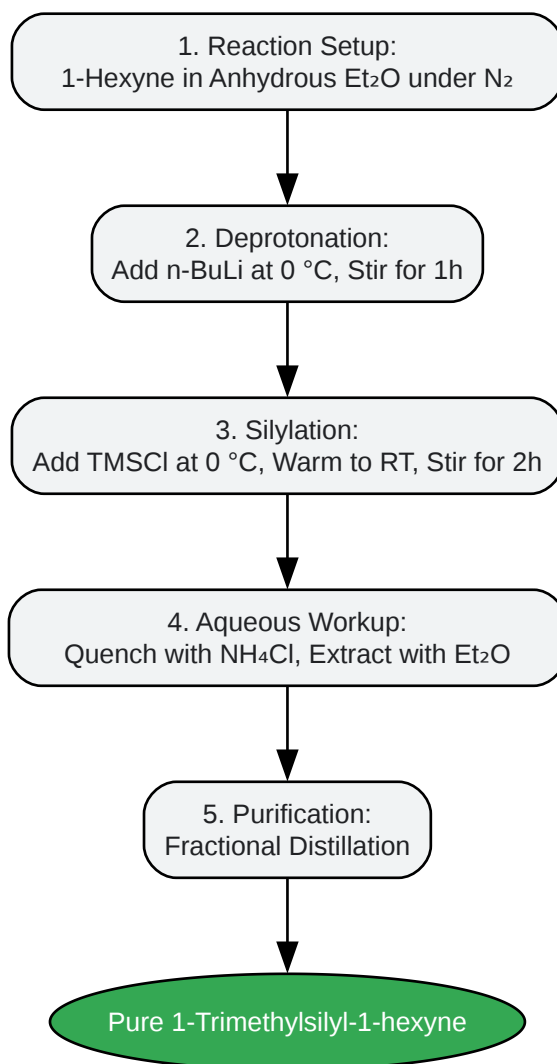 1. Reaction Setup:
1-Hexyne in Anhydrous Et₂O under N₂
2. Deprotonation:
Add n-BuLi at 0 °C, Stir for 1h
3. Silylation:
Add TMSCl at 0 °C, Warm to RT, Stir for 2h
4. Aqueous Workup:
Quench with NH₄Cl, Extract with Et₂O
5. Purification:
Fractional Distillation
Pure 1-Trimethylsilyl-1-hexyne